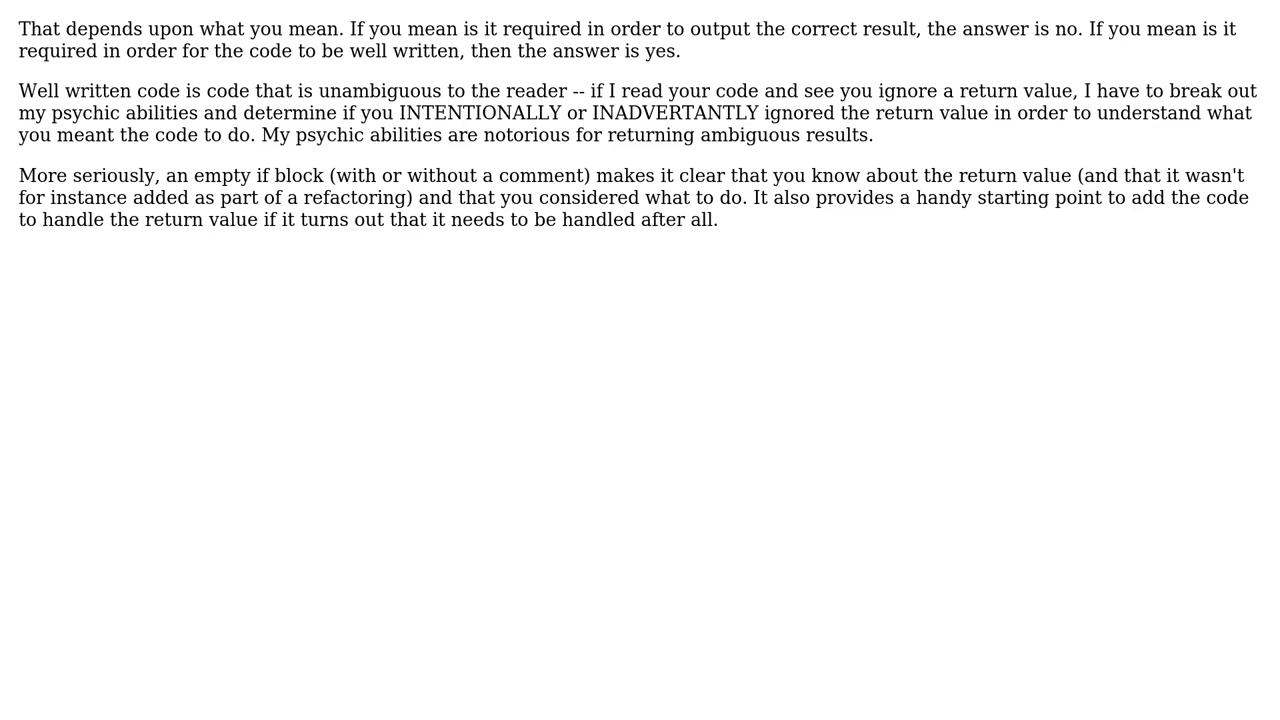 That depends upon what you mean. If you mean is it required in order to output the correct result, the answer is no. If you mean is it
required in order for the code to be well written, then the answer is yes.
Well written code is code that is unambiguous to the reader -- if I read your code and see you ignore a return value, I have to break out
my psychic abilities and determine if you INTENTIONALLY or INADVERTANTLY ignored the return value in order to understand what
you meant the code to do. My psychic abilities are notorious for returning ambiguous results.
More seriously, an empty if block (with or without a comment) makes it clear that you know about the return value (and that it wasn't
for instance added as part of a refactoring) and that you considered what to do. It also provides a handy starting point to add the code
to handle the return value if it turns out that it needs to be handled after all.